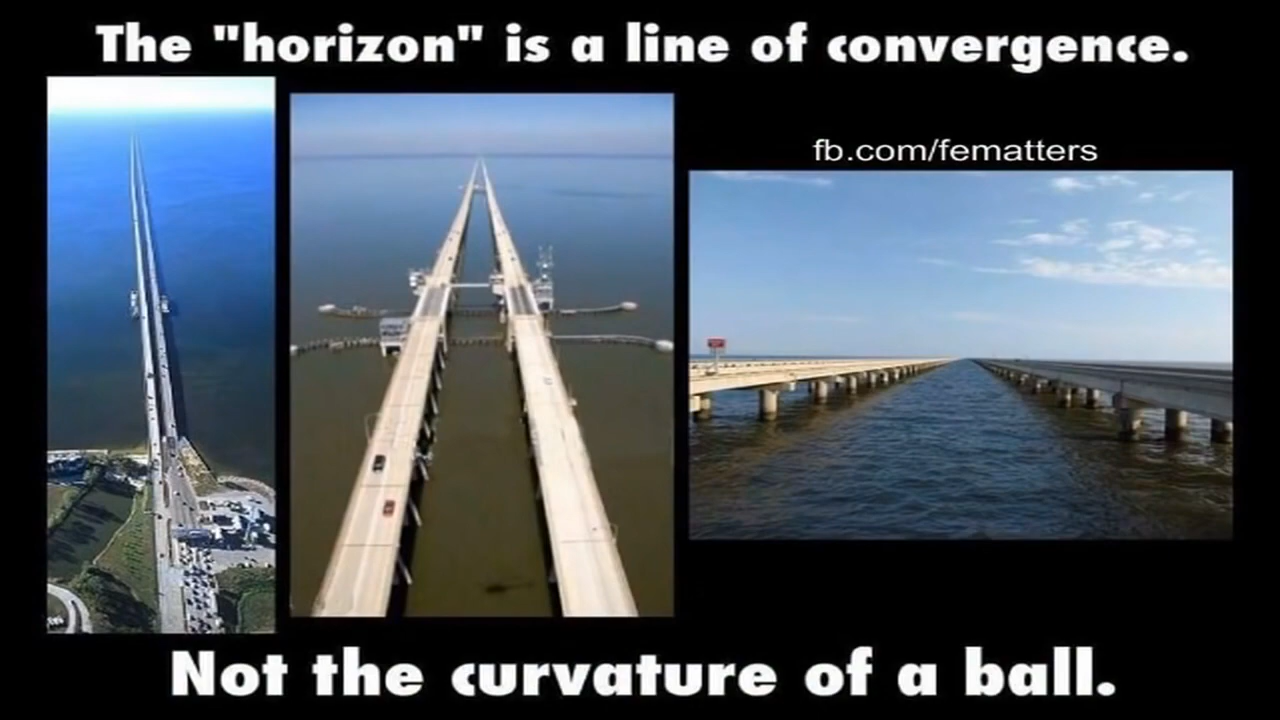 The "horizon" is a line of convergence.
fb.com/fematters
Not the curvature of a ball.